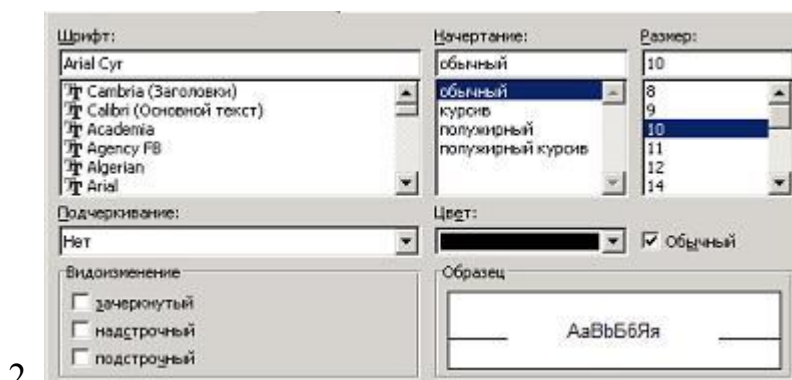 Шрифт: Начертание: Размер:
Arial Cyr обычный 10
Cambria (Заголовки) обычный 8
Calibri (Основной текст) курсив 9
Academia полужирный 10
Agency FB полужирный курсив 11
Algerian 12
Arial 14
Подчеркивание: Цвет:
Нет Обычный
Видоизменение Образец
зачеркнутый
надстрочный АаВbБбЯя
подстрочный
2.